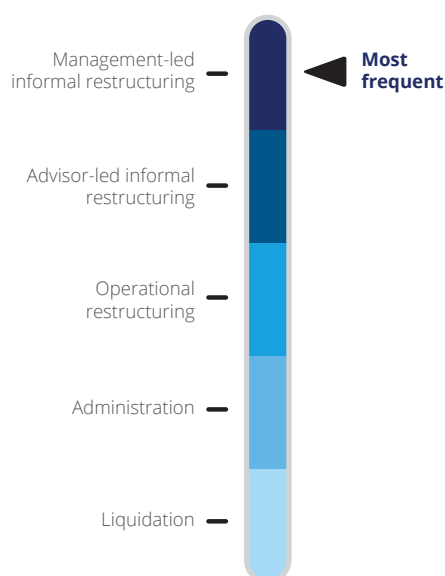 Management-led
informal restructuring
Most
frequent
Advisor-led informal
restructuring
Operational
restructuring
Administration
Liquidation